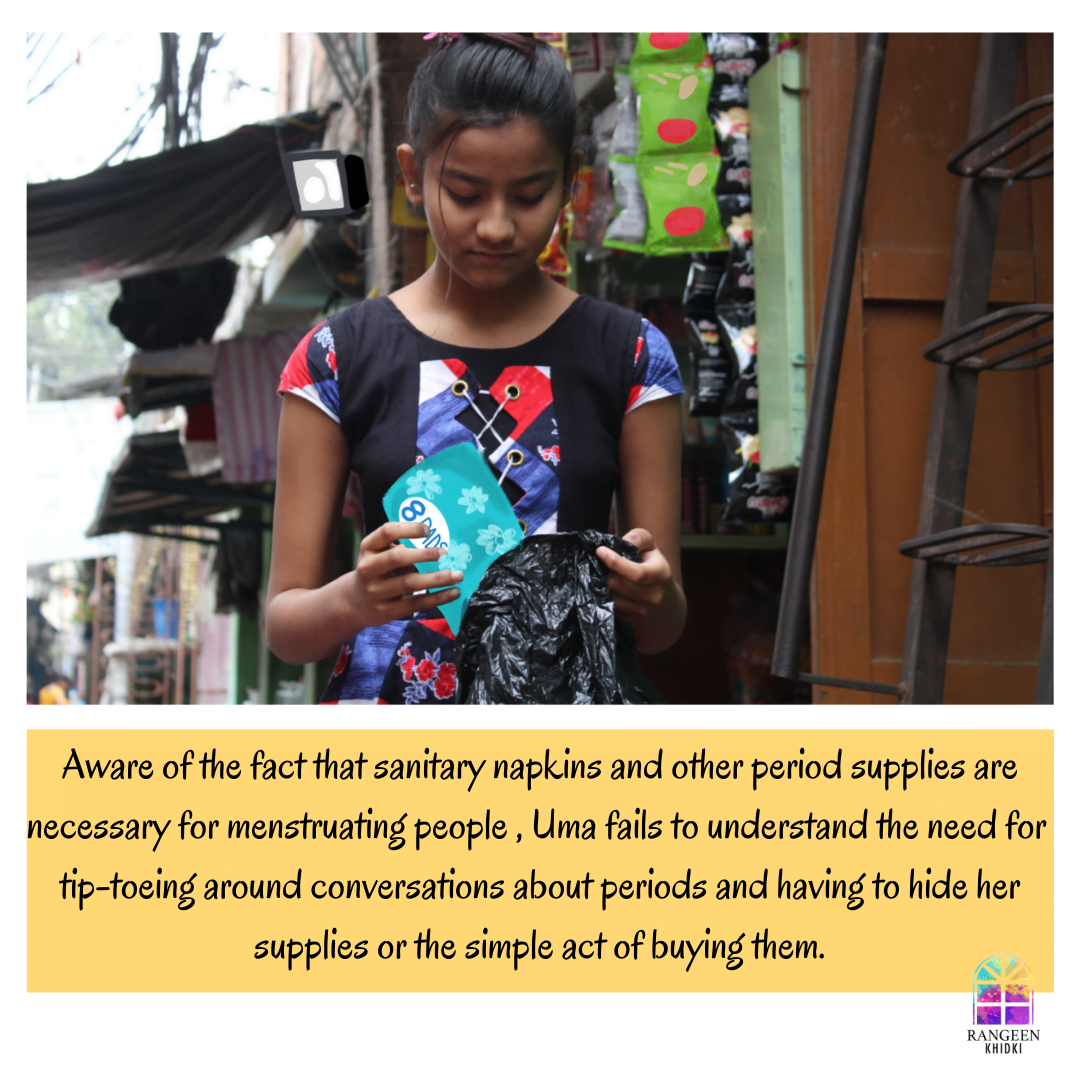 8
PADS
Aware of the fact that sanitary napkins and other period supplies are
necessary for menstruating people , Uma fails to understand the need for
tip-toeing around conversations about periods and having to hide her
supplies or the simple act of buying them.
RANGEEN
KHIDKI